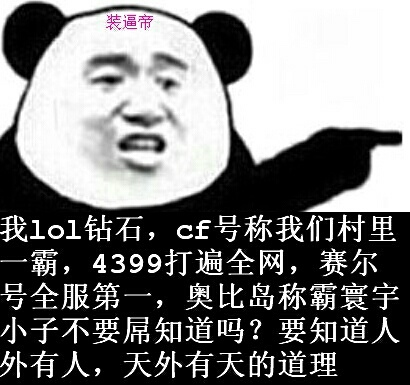 装逼帝
我lol钻石，cf号称我们村里
一霸，4399打遍全网，赛尔
号全服第一，奥比岛称霸寰宇
小子不要屌知道吗？要知道人
外有人，天外有天的道理